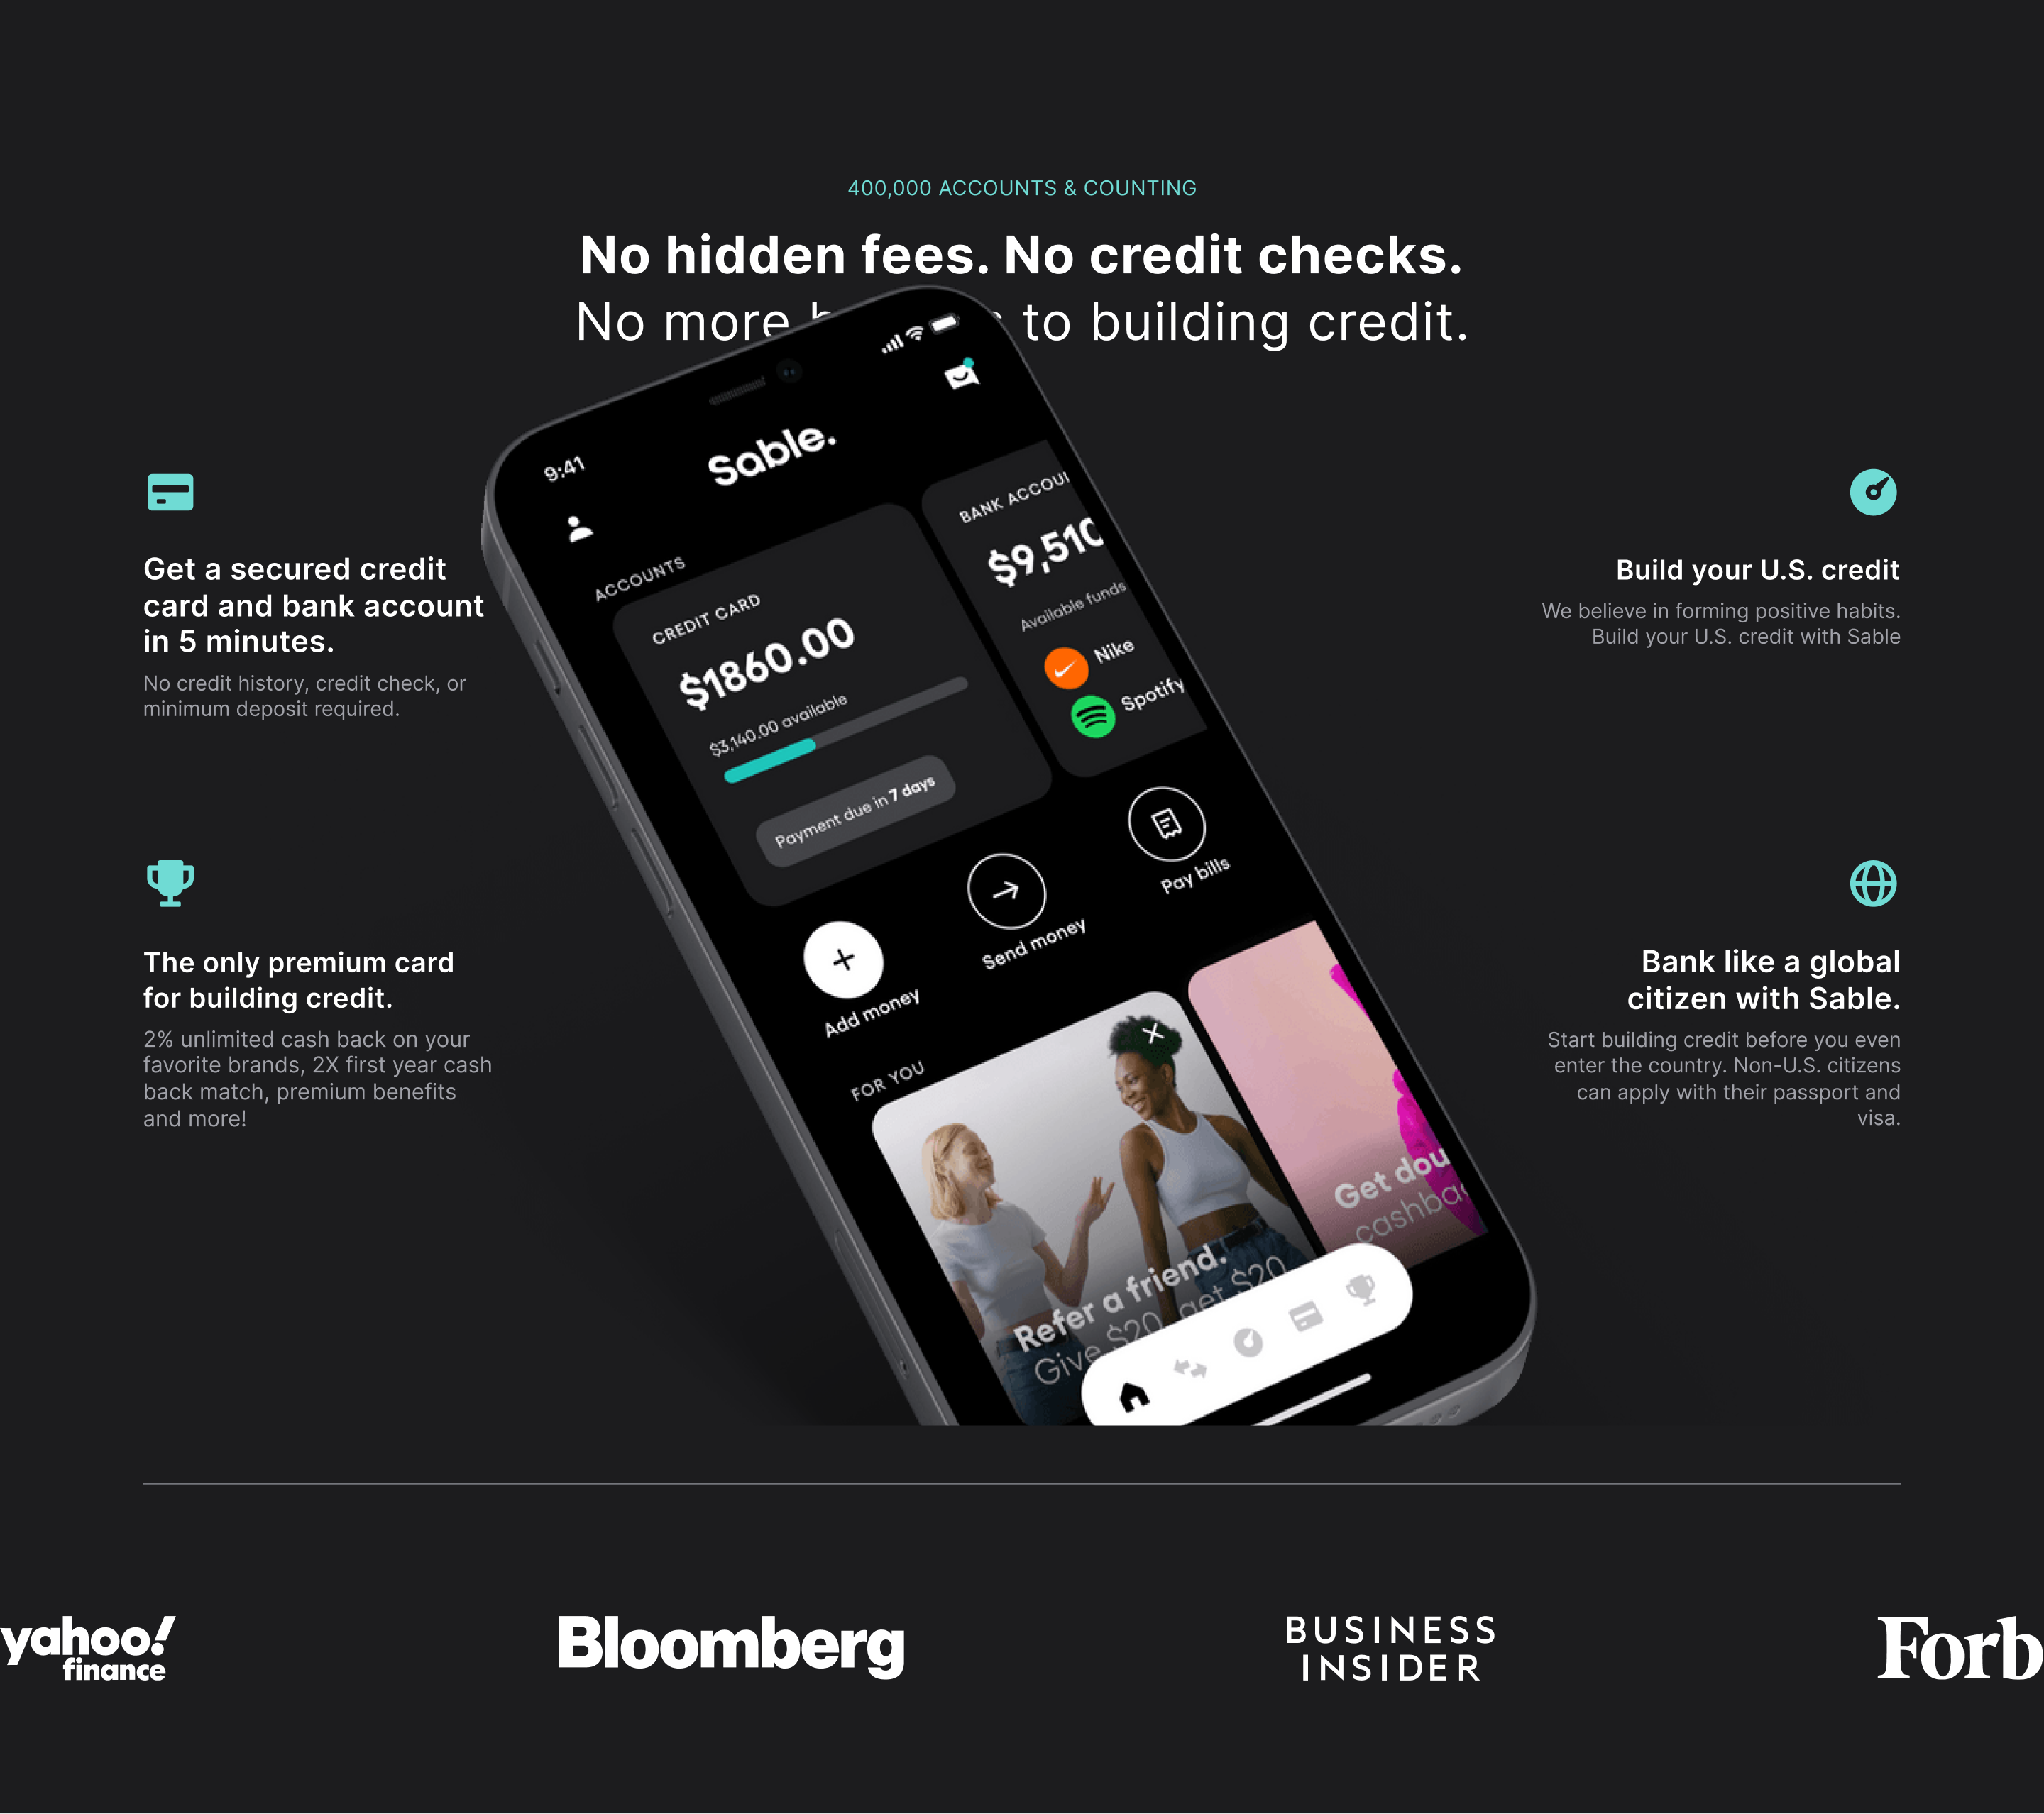 400,000 ACCOUNTS & COUNTING
No hidden fees. No credit checks.
No more to building credit.
Get a secured credit
card and bank account
in 5 minutes.
No credit history, credit check, or
minimum deposit required.
The only premium card
for building credit.
2% unlimited cash back on your
favorite brands, 2X first year cash
back match, premium benefits
and more!
9:41
Sable.
ACCOUNTS
CREDIT CARD
$1860.00
$3,140.00 available
Payment due in 7 days
BANK ACCOU
$9,510
Available funds
Nike
Spotify
Add money
Send money
Pay bills
FOR YOU
Refer a friend.
Give $20, get $20
Get dou
cashba
Build your U.S. credit
We believe in forming positive habits.
Build your U.S. credit with Sable
Bank like a global
citizen with Sable.
Start building credit before you even
enter the country. Non-U.S. citizens
can apply with their passport and
visa.
yahoo!
finance
Bloomberg
BUSINESS
INSIDER
Forb